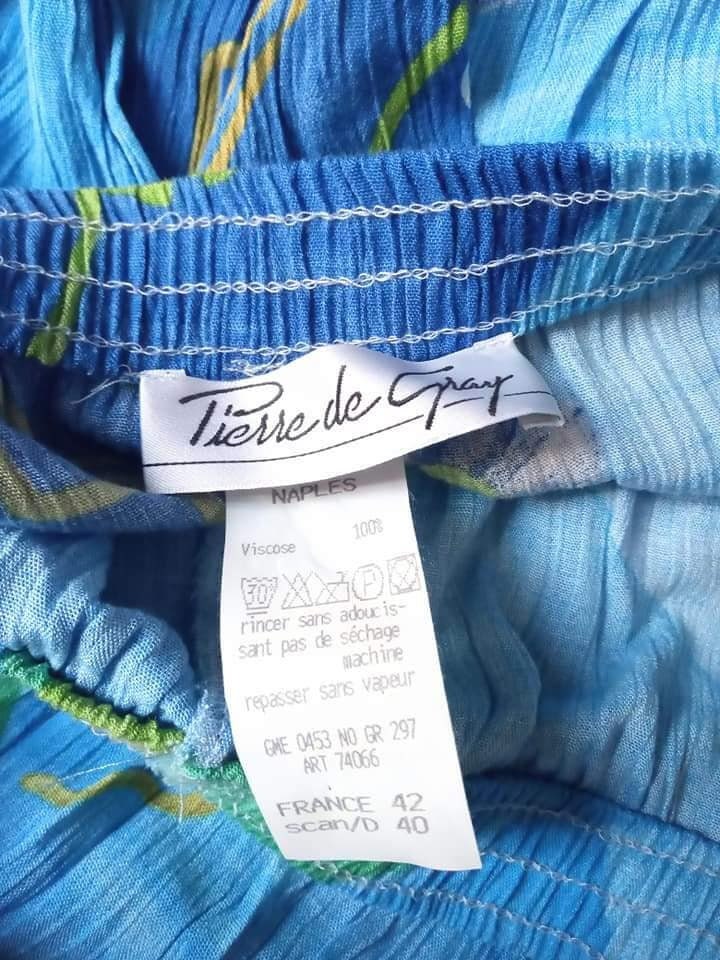 Pierre de Gray
NAPLES
Viscose 100%
30°
P
rincer sans adoucis-
sant pas de séchage
machine
repasser sans vapeur
GME 0453 NO GR 297
ART 74066
FRANCE 42
scan/D 40